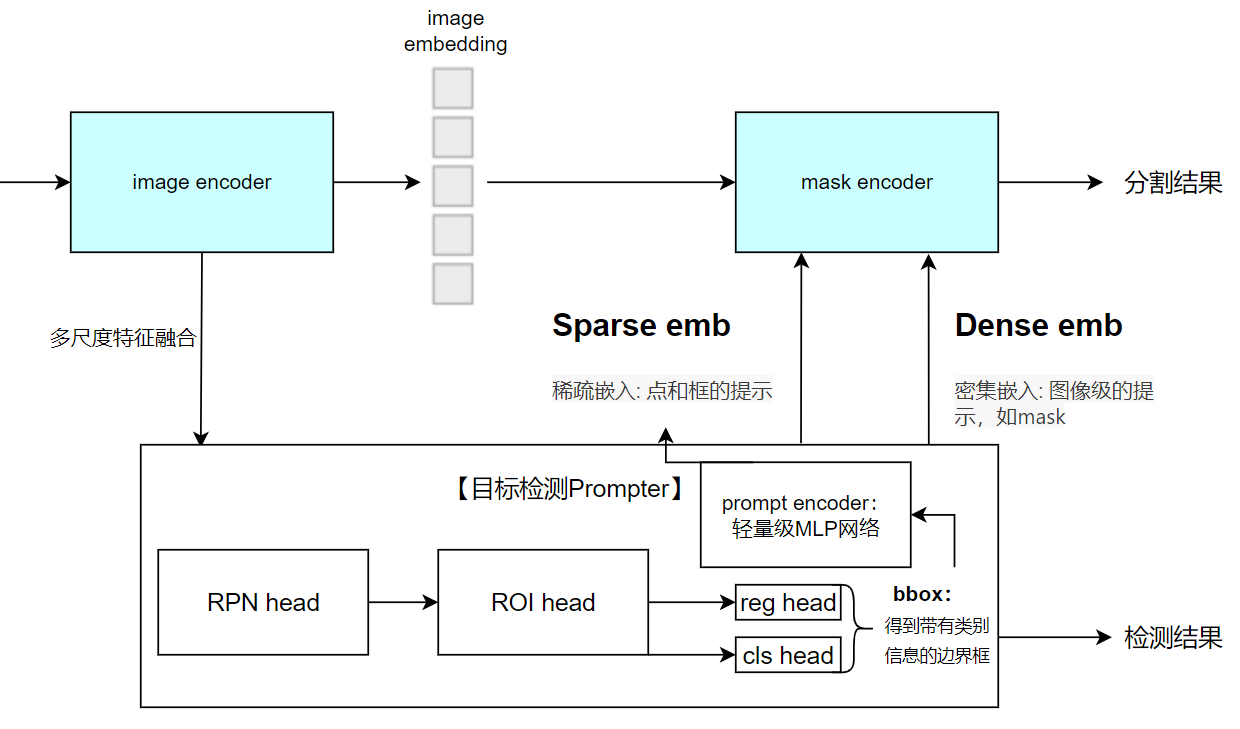 image
embedding
image encoder
mask encoder
分割结果
多尺度特征融合
Sparse emb
稀疏嵌入: 点和框的提示
Dense emb
密集嵌入: 图像级的提
示，如mask
【目标检测Prompter】
prompt encoder：
轻量级MLP网络
RPN head
ROI head
reg head
cls head
bbox：
得到带有类别
信息的边界框
检测结果